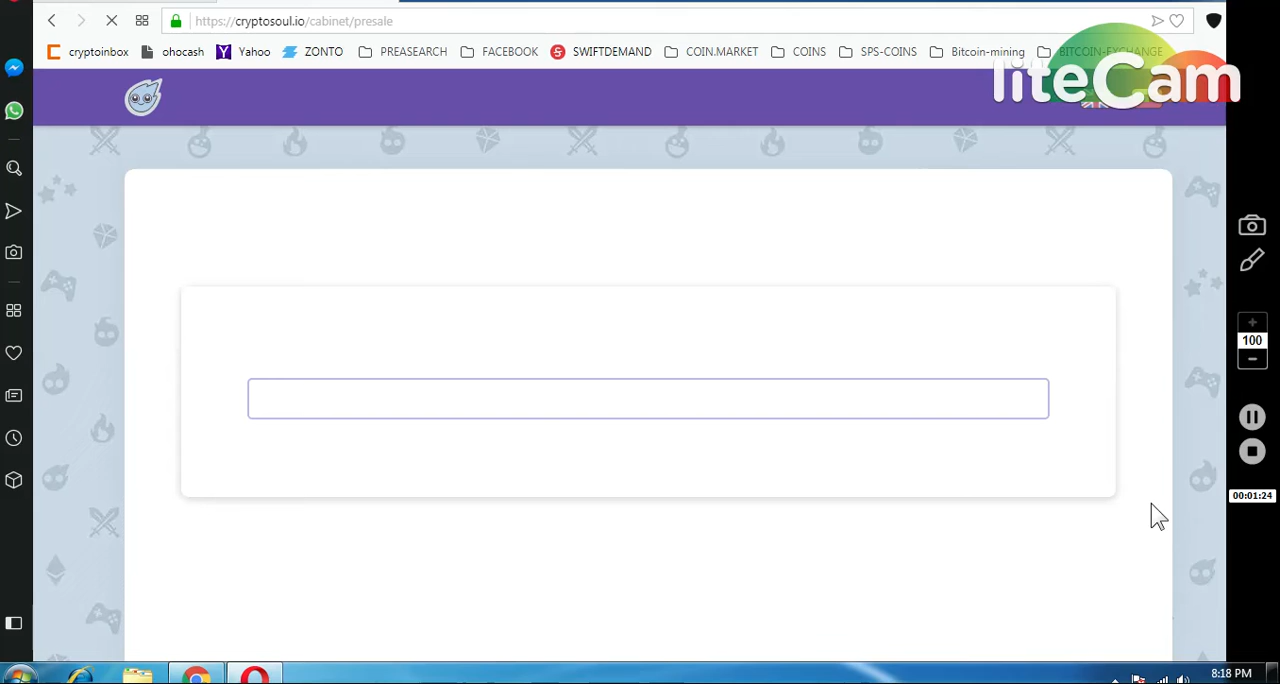 https://cryptosoul.io/cabinet/presale
cryptoinbox ohocash Yahoo ZONTO PREASEARCH FACEBOOK SWIFTDEMAND COIN.MARKET COINS SPS-COINS Bitcoin-mining BITCOIN-EXCHANGE
liteCam
100
00:01:24
8:18 PM